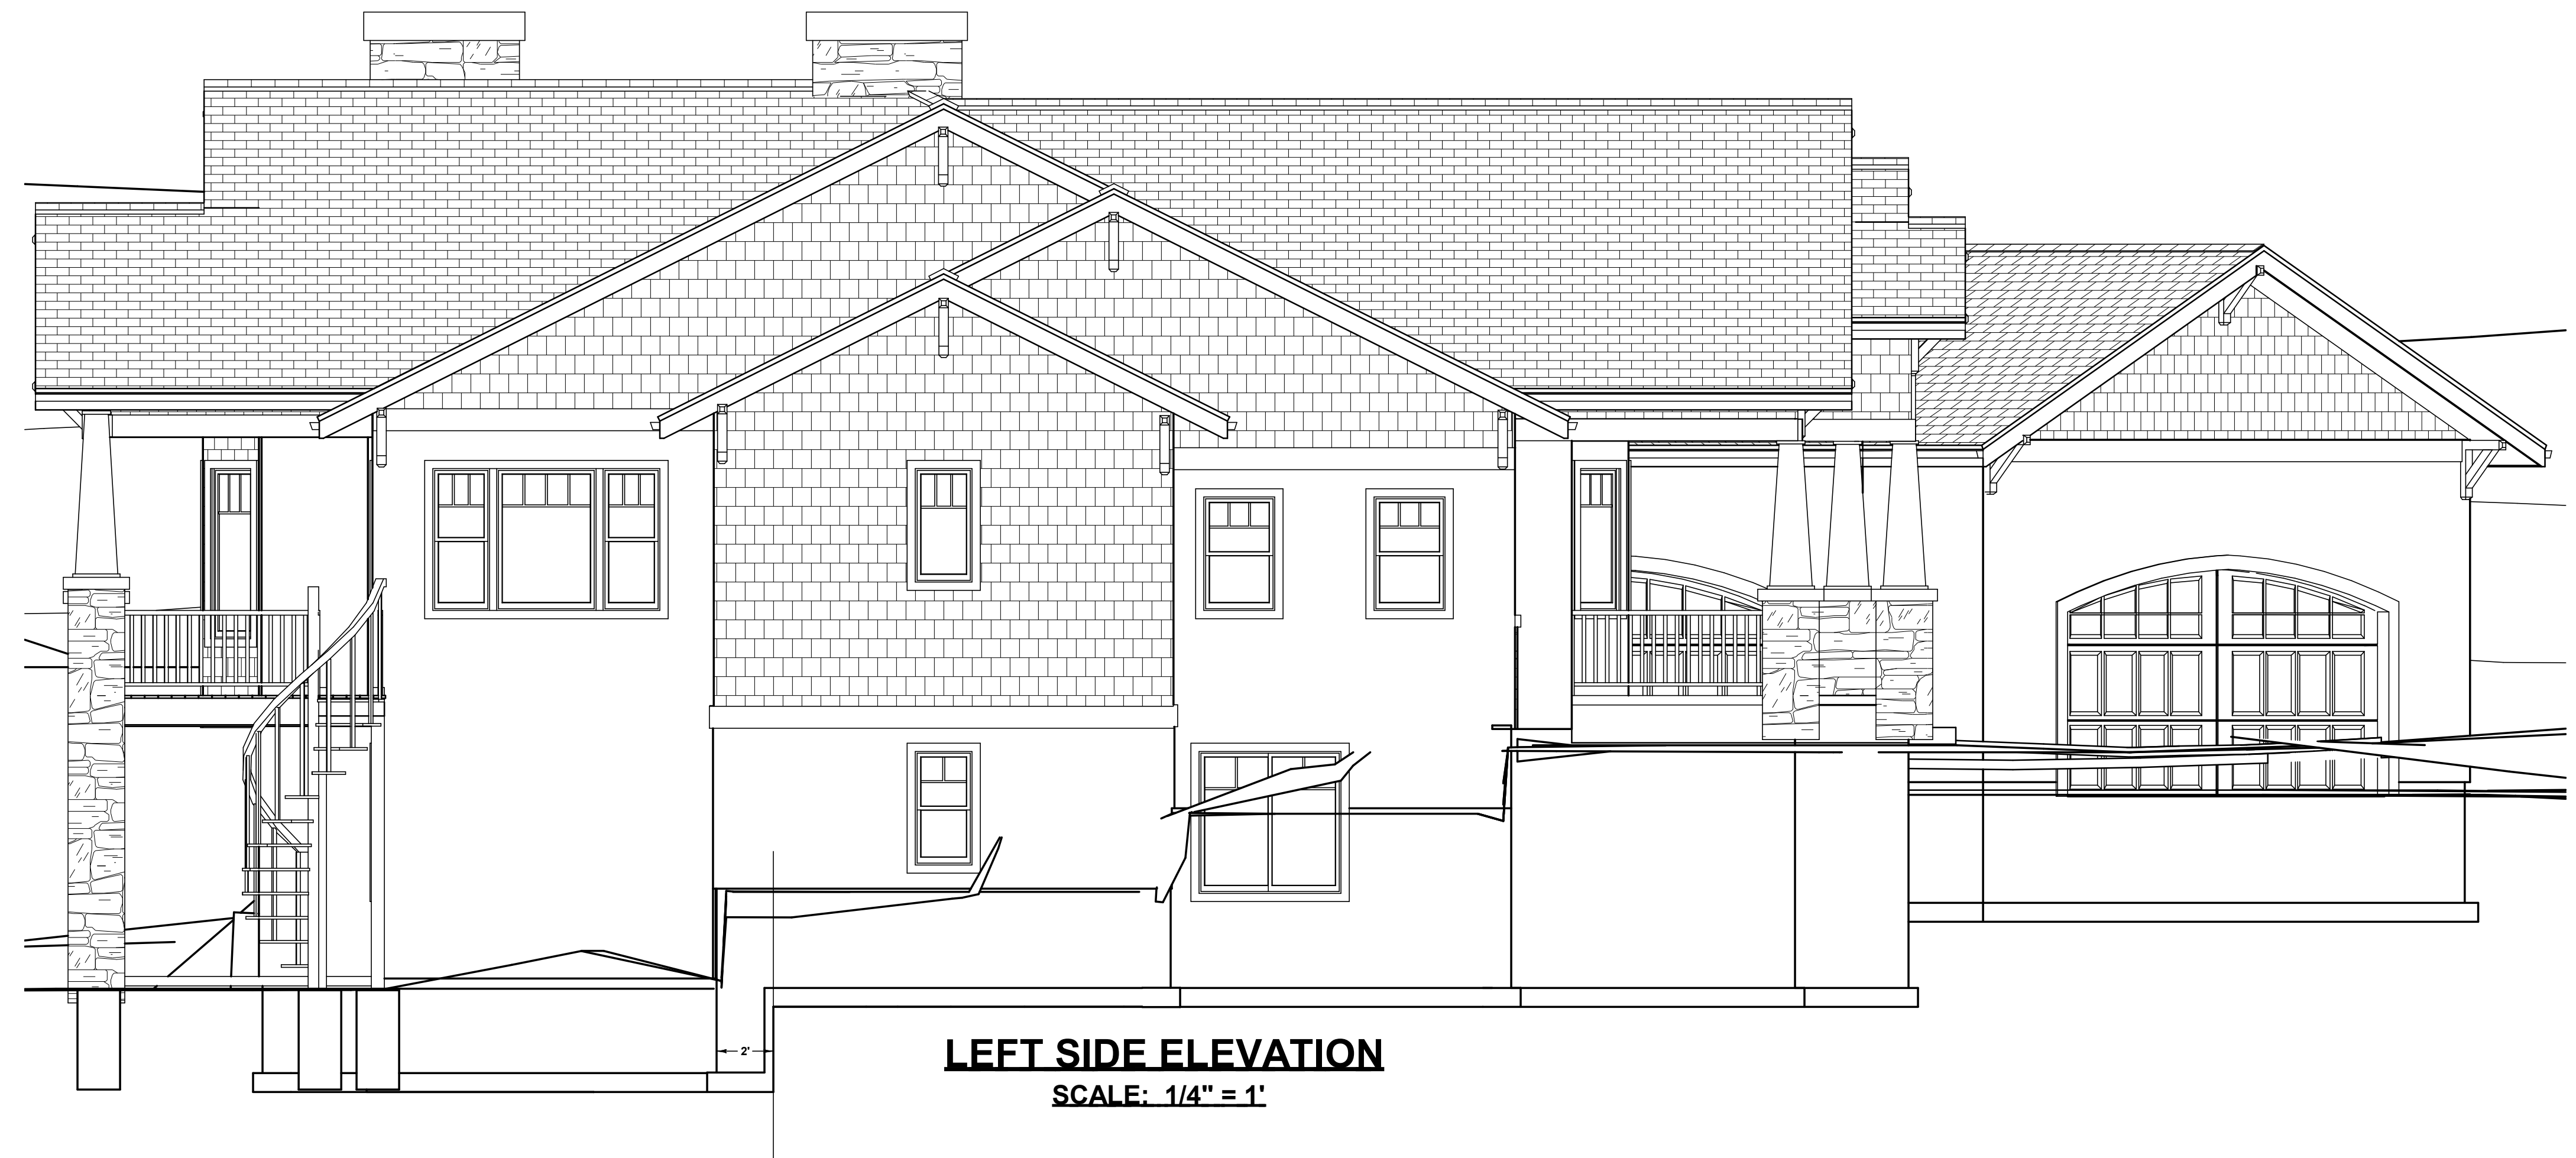 2'
LEFT SIDE ELEVATION
SCALE:  1/4" = 1'